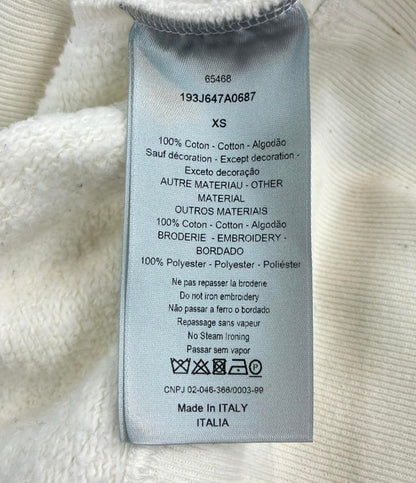 65468
193J647A0687
XS
100% Coton - Cotton - Algodão
Sauf décoration - Except decoration -
Exceto decoração
AUTRE MATERIAU - OTHER
MATERIAL
OUTROS MATERIAIS
100% Coton - Cotton - Algodão
BRODERIE - EMBROIDERY -
BORDADO
100% Polyester - Polyester - Poliéster
Ne pas repasser la broderie
Do not iron embroidery
Não passar a ferro o bordado
Repassage sans vapeur
No Steam Ironing
Passar sem vapor
CNPJ 02-046-366/0003-99
Made In ITALY
ITALIA